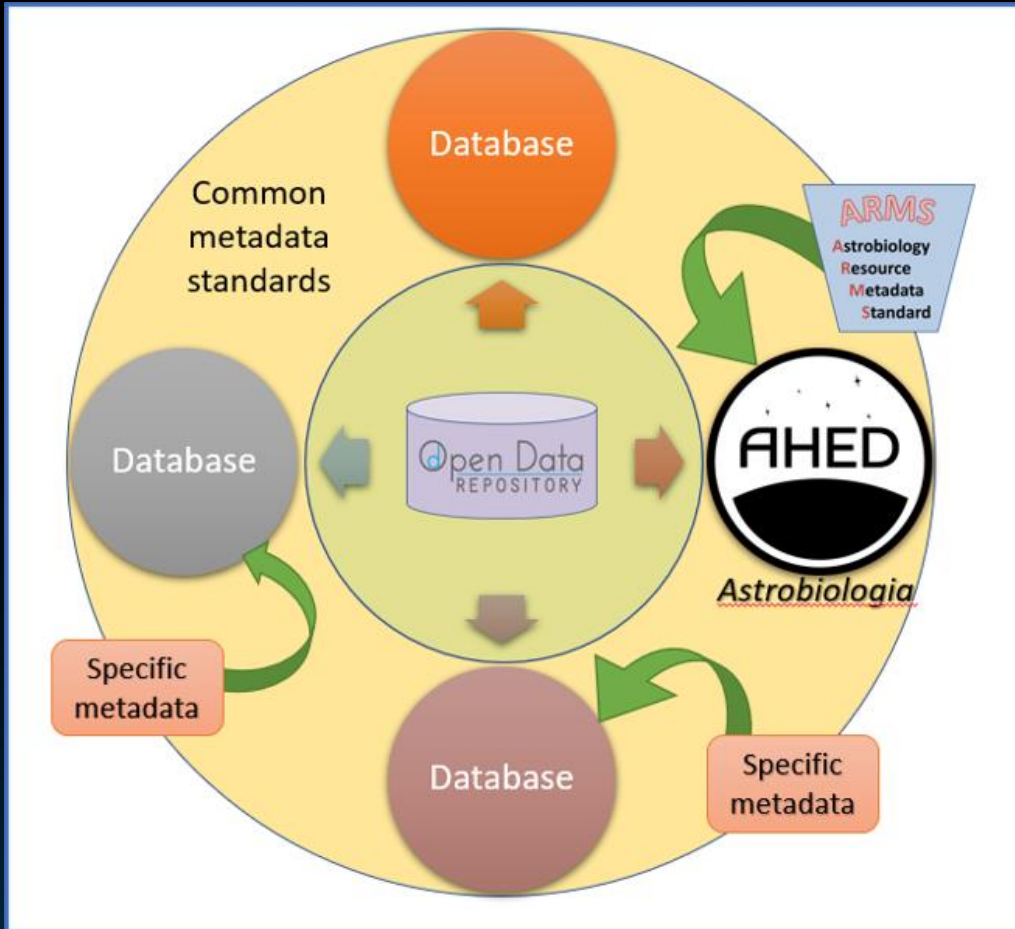 Database
Common
metadata
standards
ARMS
Astrobiology
Resource
Metadata
Standard
Database
Open Data
REPOSITORY
AHED
Astrobiologia
Specific
metadata
Database
Specific
metadata